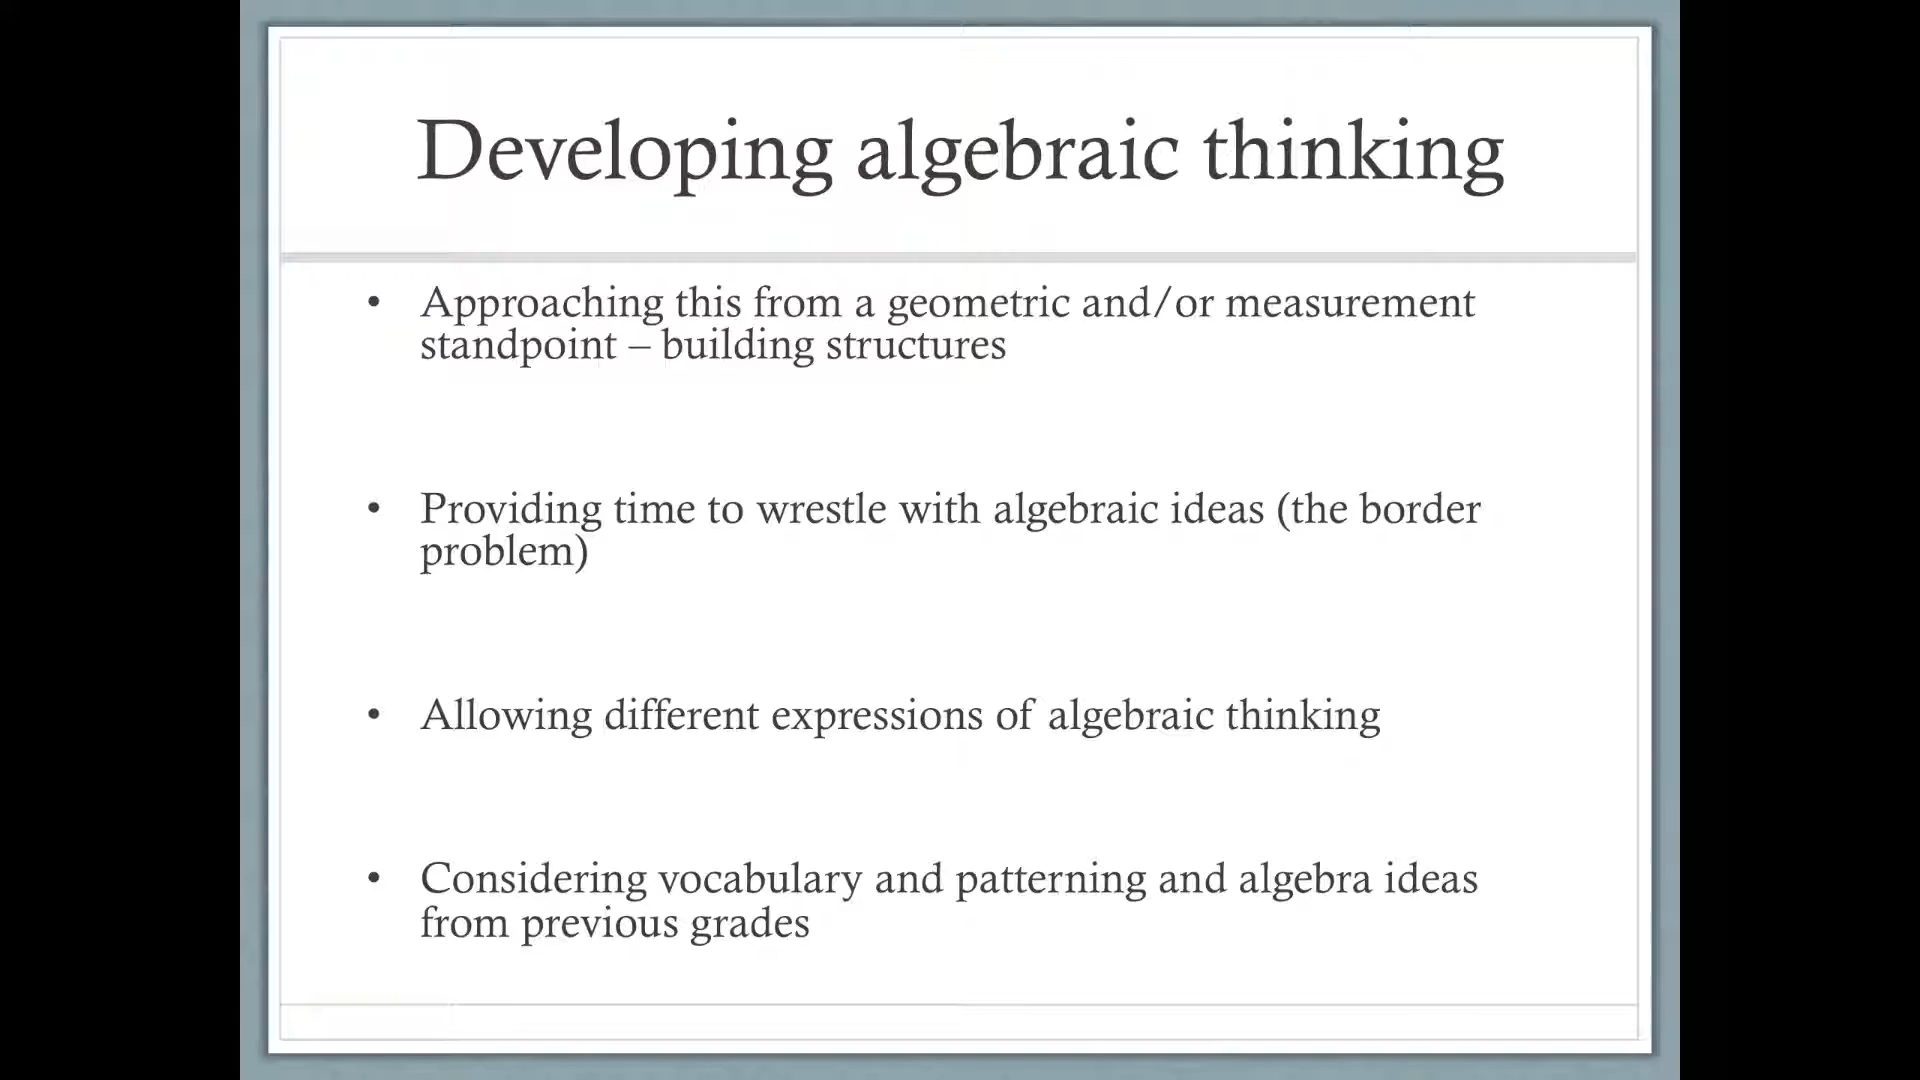 Developing algebraic thinking
• Approaching this from a geometric and/or measurement
standpoint – building structures
• Providing time to wrestle with algebraic ideas (the border
problem)
• Allowing different expressions of algebraic thinking
• Considering vocabulary and patterning and algebra ideas
from previous grades